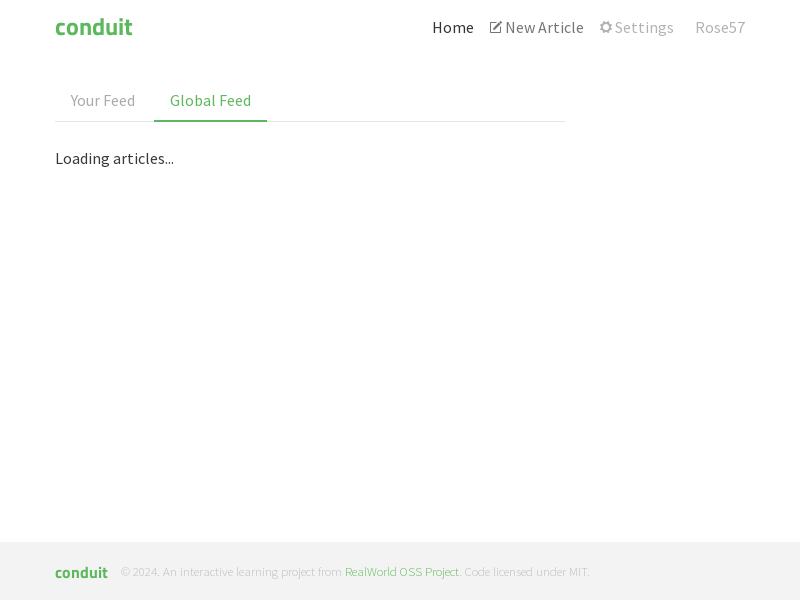 conduit
Home New Article Settings Rose57
Your Feed Global Feed
Loading articles...
conduit © 2024. An interactive learning project from RealWorld OSS Project. Code licensed under MIT.